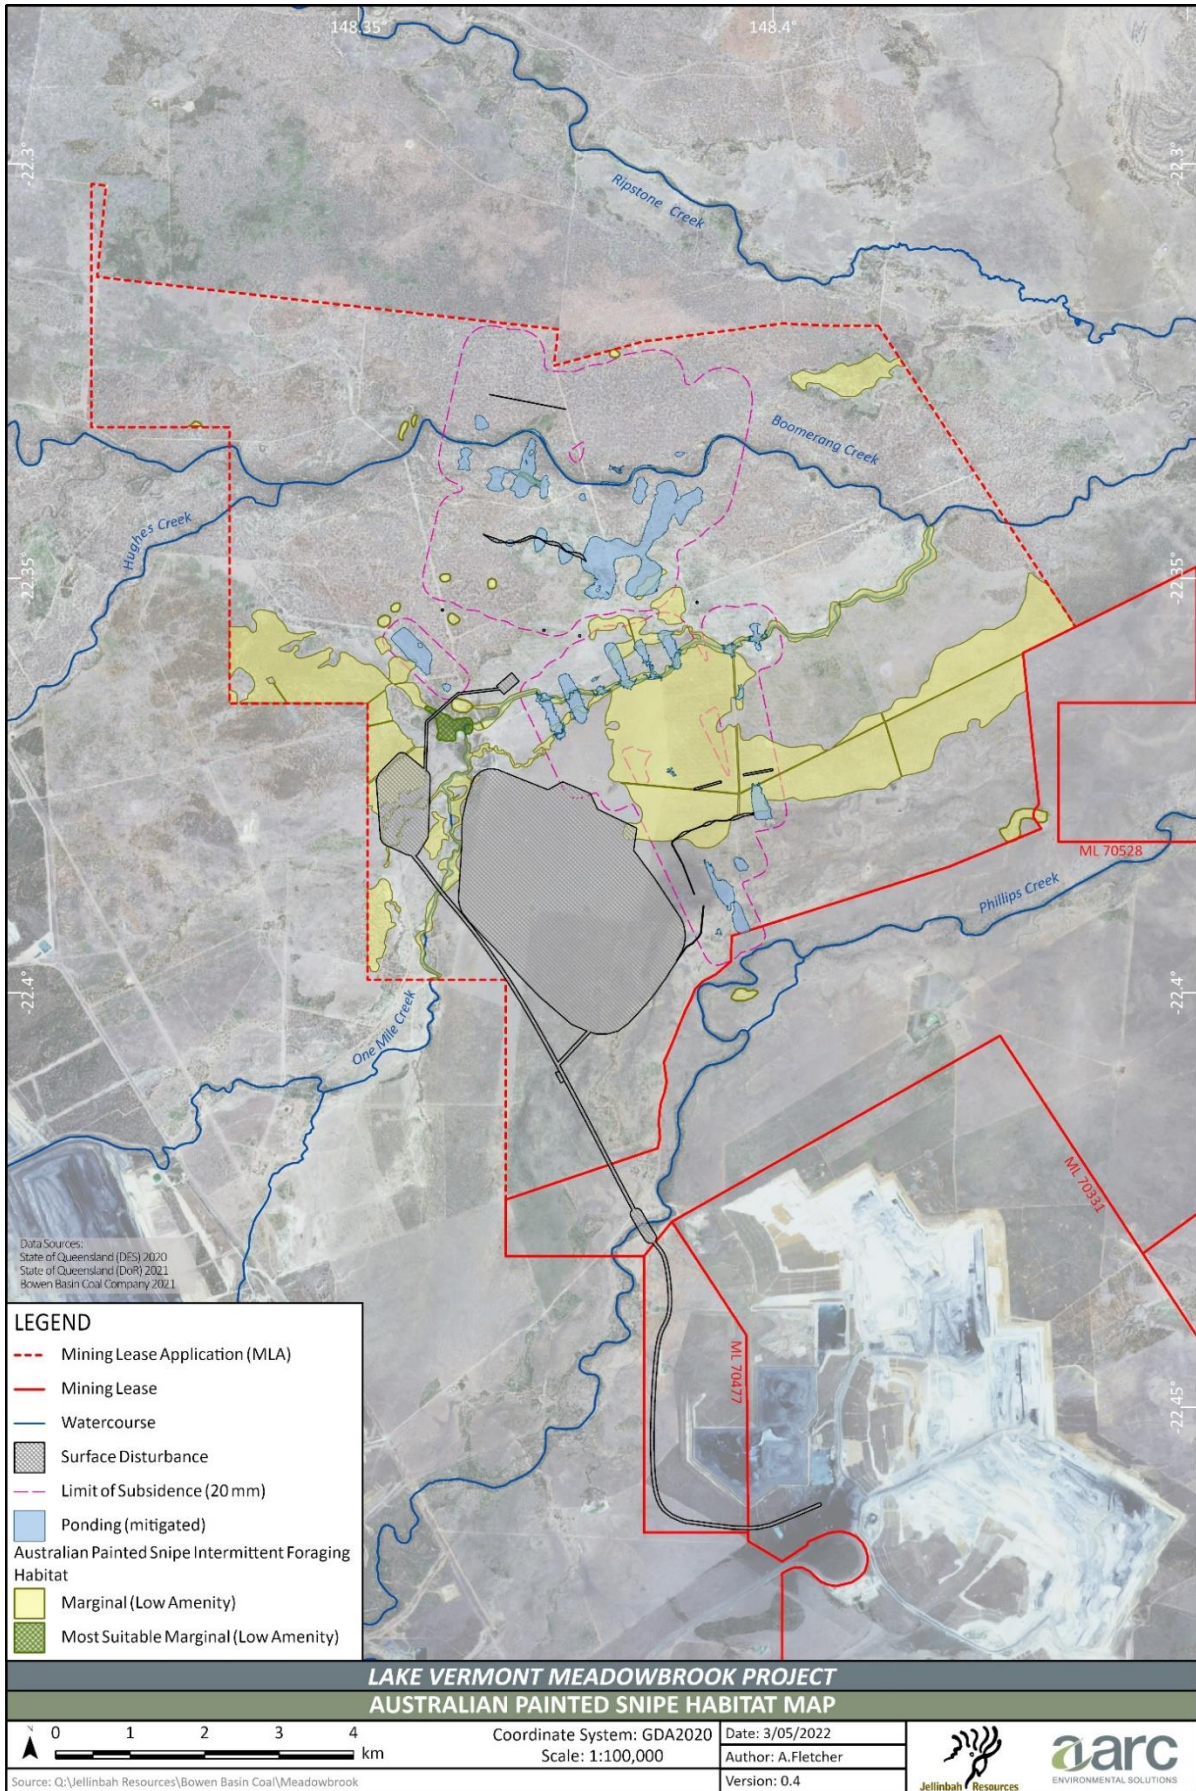 148.35°
148.4°
-22.3°
-22.3°
Ripstone Creek
Boomerang Creek
Hughes Creek
-22.35°
-22.35°
ML 70528
Phillips Creek
-22.4°
-22.4°
One Mile Creek
ML 70331
ML 70477
-22.45°
Data Sources:
State of Queensland (DES) 2020
State of Queensland (DoR) 2021
Bowen Basin Coal Company 2021
LEGEND
Mining Lease Application (MLA)
Mining Lease
Watercourse
Surface Disturbance
Limit of Subsidence (20 mm)
Ponding (mitigated)
Australian Painted Snipe Intermittent Foraging
Habitat
Marginal (Low Amenity)
Most Suitable Marginal (Low Amenity)
LAKE VERMONT MEADOWBROOK PROJECT
AUSTRALIAN PAINTED SNIPE HABITAT MAP
N
0 1 2 3 4
km
Coordinate System: GDA2020
Scale: 1:100,000
Date: 3/05/2022
Author: A.Fletcher
Version: 0.4
Source: Q:\Jellinbah Resources\Bowen Basin Coal\Meadowbrook
Jellinbah Resources
aarc
ENVIRONMENTAL SOLUTIONS